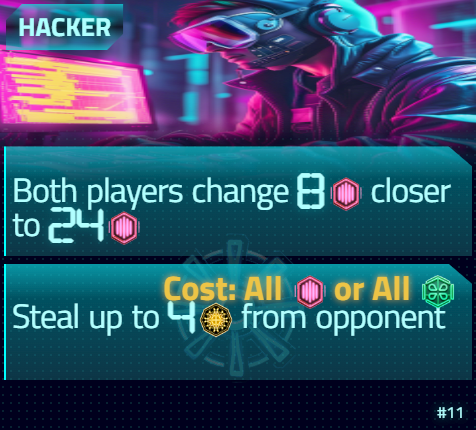 HACKER
Both players change 8 closer
to 24
Cost: All or All
Steal up to 4 from opponent
#11